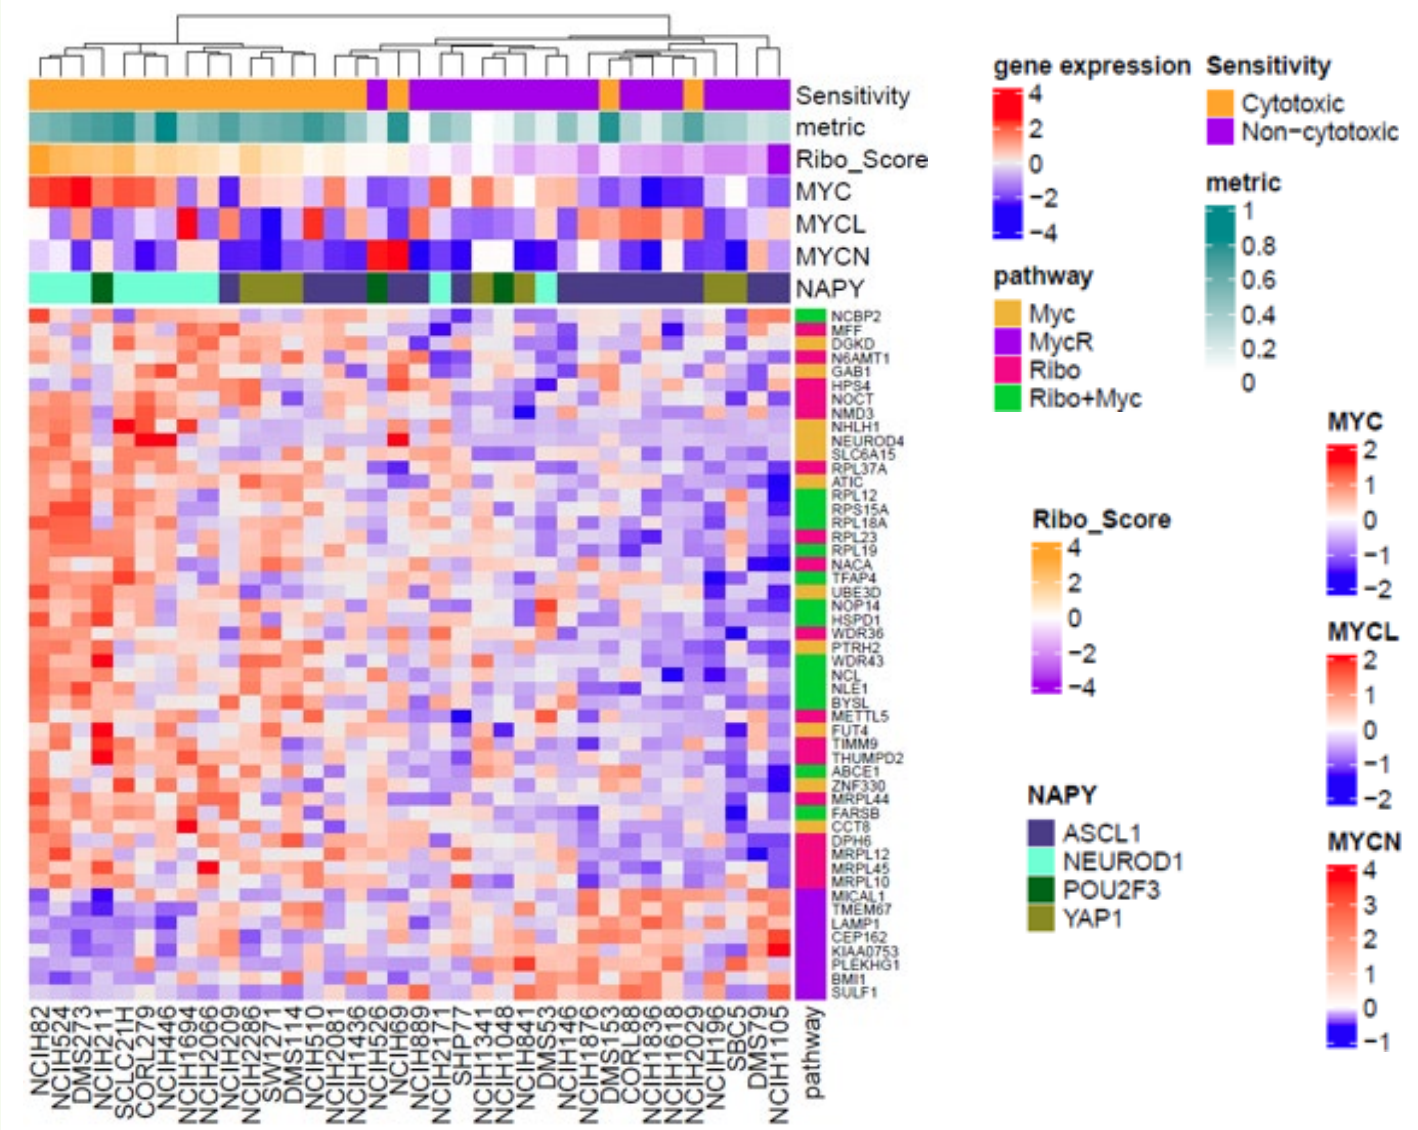 Sensitivity
metric
Ribo_Score
MYC
MYCL
MYCN
NAPY
NCBP2
MFF
DGKD
N6AMT1
GAB1
HPS4
NOCT
NMD3
NHLH1
NEUROD4
SLC6A15
RPL37A
ATIC
RPL12
RPS15A
RPL18A
RPL23
RPL19
NACA
TFAP4
UBE3D
NOP14
HSPD1
WDR36
PTRH2
WDR43
NCL
NLE1
BYSL
METTL5
FUT4
TIMM9
THUMPD2
ABCE1
ZNF330
MRPL44
FARSB
CCT8
DPH6
MRPL12
MRPL45
MRPL10
MICAL1
TMEM67
LAMP1
CEP162
KIAA0753
PLEKHG1
BMI1
SULF1
NCIH82
NCIH524
DMS273
NCIH211
SCLC21H
CORL279
NCIH446
NCIH1694
NCIH2066
NCIH209
NCIH2286
SW1271
DMS114
NCIH510
NCIH2081
NCIH1436
NCIH526
NCIH69
NCIH889
NCIH2171
SHP77
NCIH1341
NCIH1048
NCIH841
DMS53
NCIH146
NCIH1876
DMS153
CORL88
NCIH1836
NCIH1618
NCIH2029
NCIH196
SBC5
DMS79
NCIH1105
pathway
gene expression
4
2
0
−2
−4
pathway
Myc
MycR
Ribo
Ribo+Myc
Sensitivity
Cytotoxic
Non−cytotoxic
metric
1
0.8
0.6
0.4
0.2
0
Ribo_Score
4
2
0
−2
−4
NAPY
ASCL1
NEUROD1
POU2F3
YAP1
MYC
2
1
0
−1
−2
MYCL
2
1
0
−1
−2
MYCN
4
3
2
1
0
−1